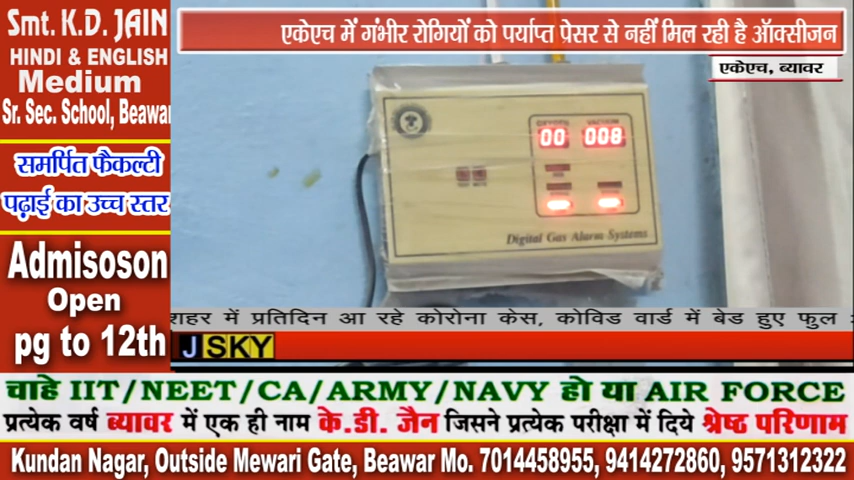 Smt. K.D. JAIN
HINDI & ENGLISH
Medium
Sr. Sec. School, Beawar
समर्पित फैकल्टी
पढ़ाई का उच्च स्तर
Admisoson
Open
pg to 12th
एकेएच में गंभीर रोगियों को पर्याप्त प्रेसर से नहीं मिल रही है ऑक्सीजन
एकेएच, ब्यावर
OXYGEN VACUUM
00 008
Digital Gas Alarm Systems
शहर में प्रतिदिन आ रहे कोरोना केस, कोविड वार्ड में बेड हुए फुल
J SKY
चाहे IIT/NEET/CA/ARMY/NAVY हो या AIR FORCE
प्रत्येक वर्ष ब्यावर में एक ही नाम के.डी. जैन जिसने प्रत्येक परीक्षा में दिये श्रेष्ठ परिणाम
Kundan Nagar, Outside Mewari Gate, Beawar Mo. 7014458955, 9414272860, 9571312322